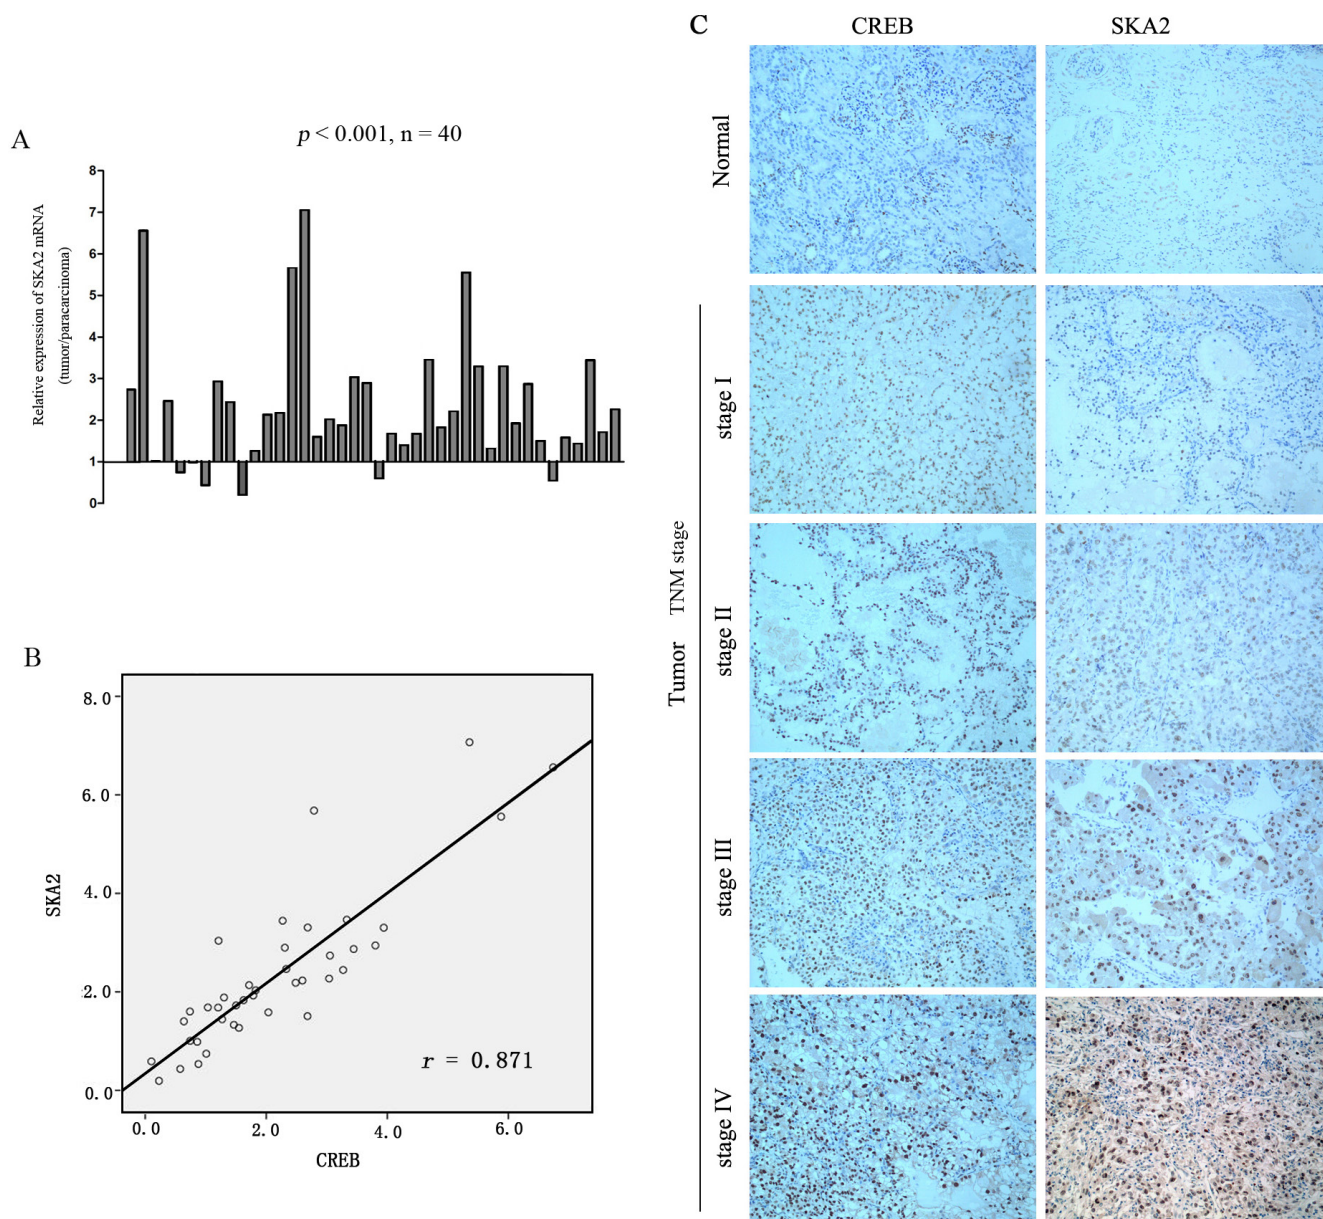 A
p < 0.001, n = 40
Relative expression of SKA2 mRNA
(tumor/paracarcinoma)
8
7
6
5
4
3
2
1
0
B
SKA2
8.0
6.0
4.0
2.0
0.0
r = 0.871
0.0
2.0
4.0
6.0
CREB
C
CREB
SKA2
Normal
Tumor
TNM stage
stage I
stage II
stage III
stage IV